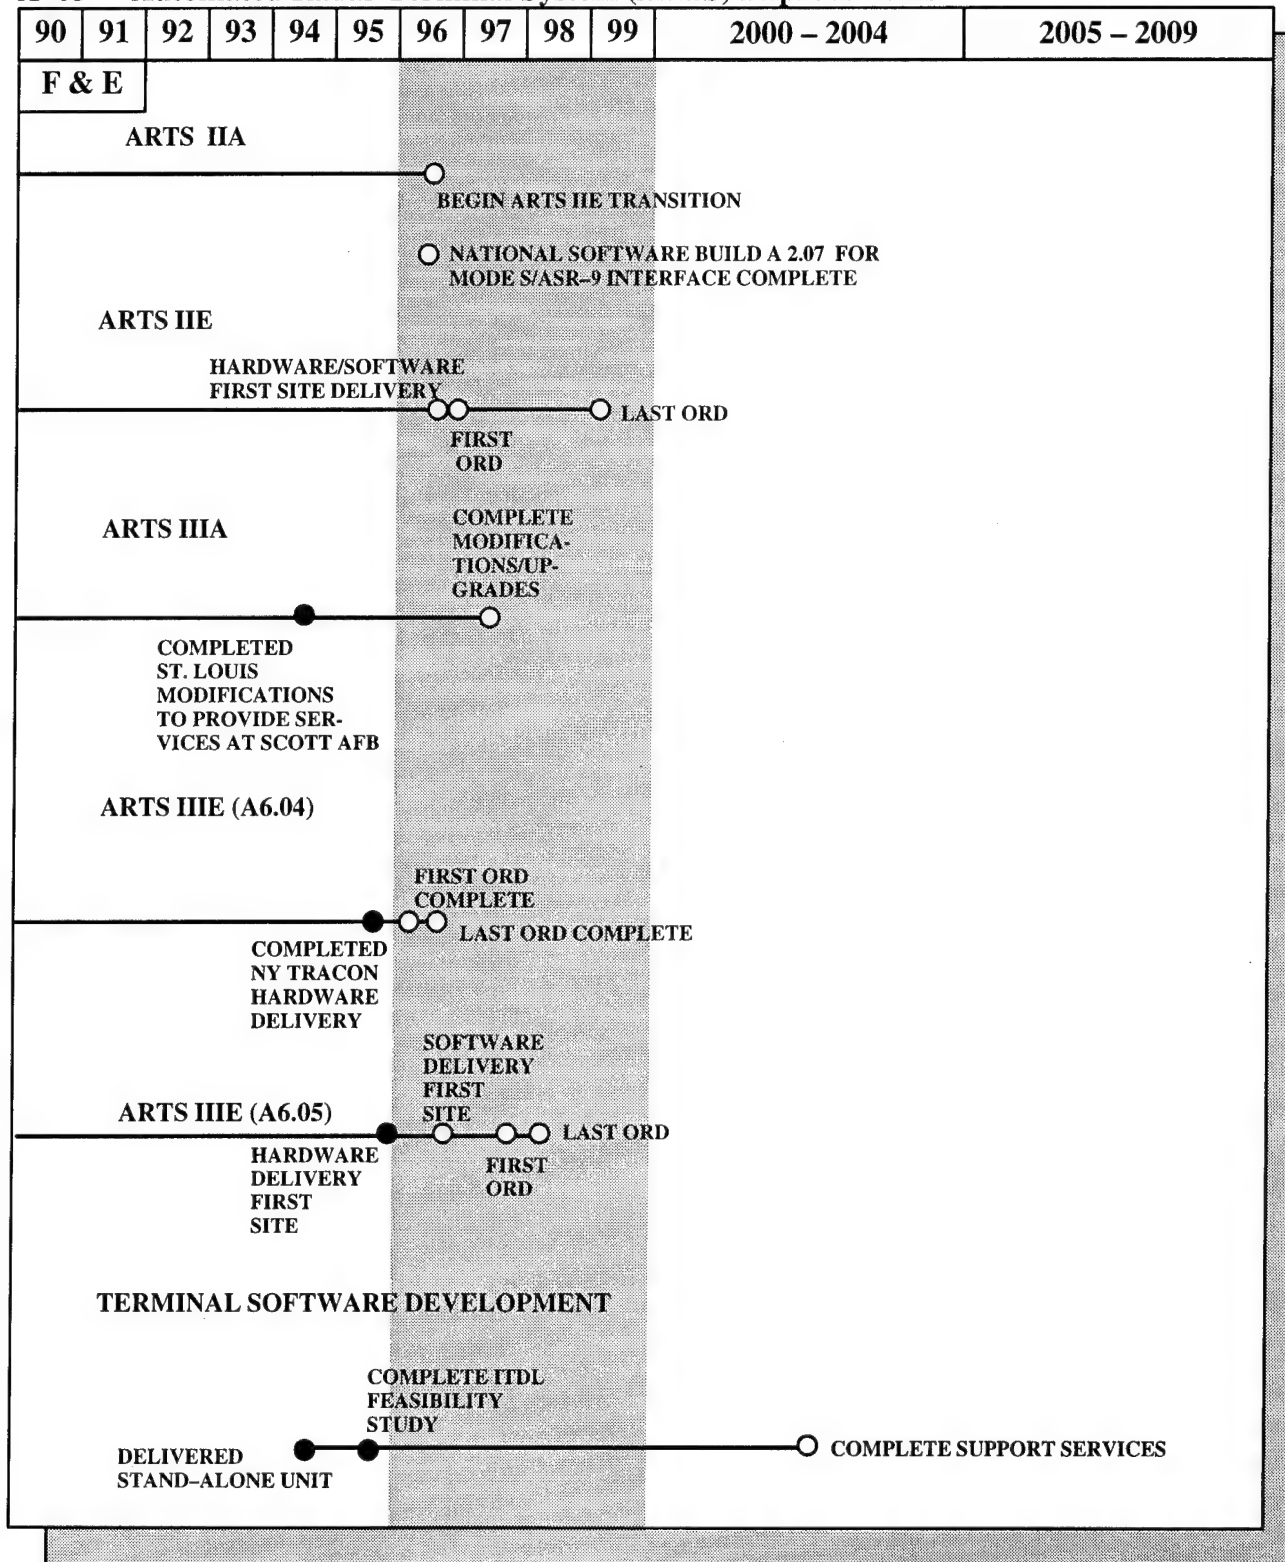 90 91 92 93 94 95 96 97 98 99 2000 – 2004 2005 – 2009
F & E
ARTS IIA
BEGIN ARTS IIE TRANSITION
NATIONAL SOFTWARE BUILD A 2.07 FOR
MODE S/ASR–9 INTERFACE COMPLETE
ARTS IIE
HARDWARE/SOFTWARE
FIRST SITE DELIVERY
LAST ORD
FIRST
ORD
ARTS IIIA
COMPLETE
MODIFICA-
TIONS/UP-
GRADES
COMPLETED
ST. LOUIS
MODIFICATIONS
TO PROVIDE SER-
VICES AT SCOTT AFB
ARTS IIIE (A6.04)
FIRST ORD
COMPLETE
LAST ORD COMPLETE
COMPLETED
NY TRACON
HARDWARE
DELIVERY
SOFTWARE
DELIVERY
FIRST
SITE
ARTS IIIE (A6.05)
LAST ORD
HARDWARE
DELIVERY
FIRST
SITE
FIRST
ORD
TERMINAL SOFTWARE DEVELOPMENT
COMPLETE ITDL
FEASIBILITY
STUDY
DELIVERED
STAND–ALONE UNIT
COMPLETE SUPPORT SERVICES